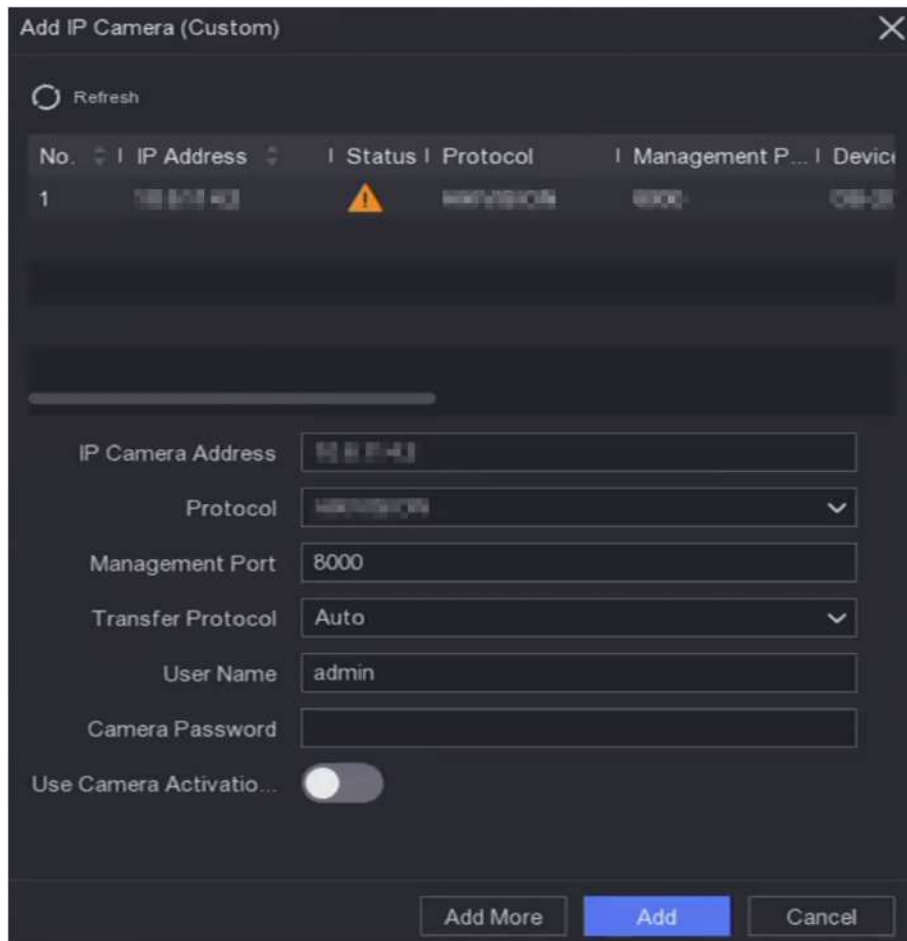 Add IP Camera (Custom)
Refresh
No. IP Address Status Protocol Management P... Device
1
IP Camera Address
Protocol
Management Port 8000
Transfer Protocol Auto
User Name admin
Camera Password
Use Camera Activatio...
Add More Add Cancel